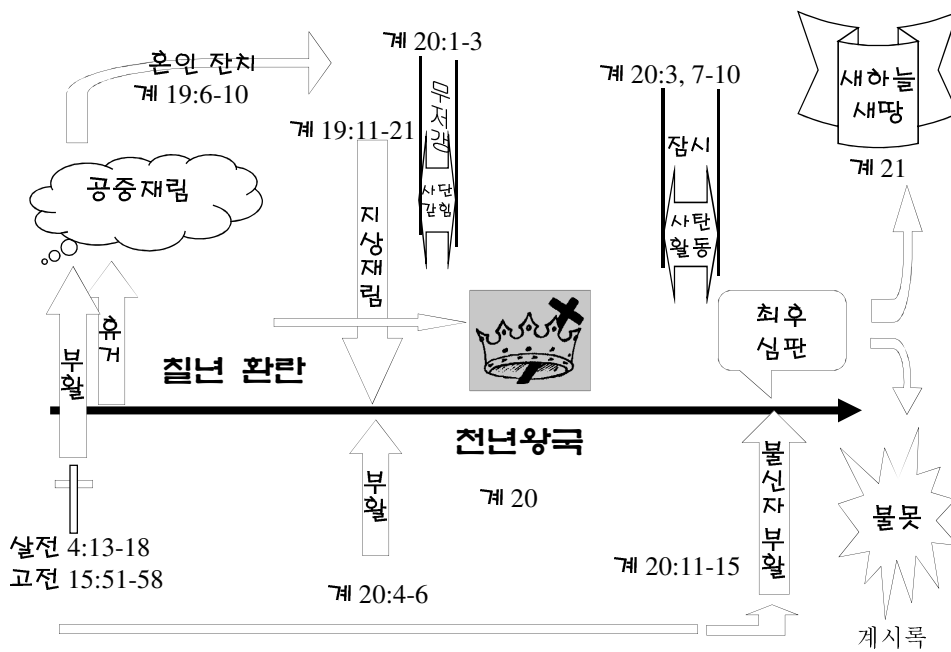 혼인 잔치
계 19:6-10
계 20:1-3
무저갱
사단
갇힘
계 19:11-21
지상재림
계 20:3, 7-10
잠시
사탄
활동
새하늘
새땅
계 21
공중재림
부활
휴거
칠년 환란
최후
심판
천년왕국
계 20
부활
계 20:4-6
불신자 부활
계 20:11-15
불못
살전 4:13-18
고전 15:51-58
계시록